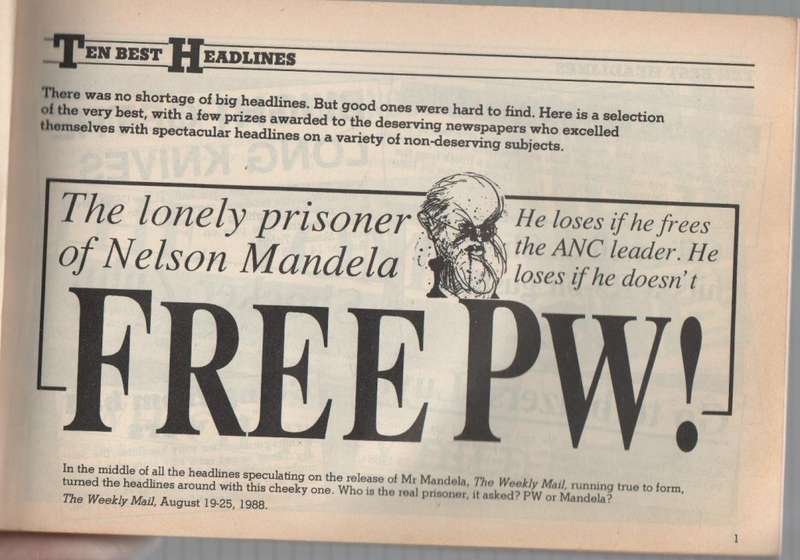 TEN BEST HEADLINES
There was no shortage of big headlines. But good ones were hard to find. Here is a selection
of the very best, with a few prizes awarded to the deserving newspapers who excelled
themselves with spectacular headlines on a variety of non-deserving subjects.
The lonely prisoner
of Nelson Mandela
He loses if he frees
the ANC leader. He
loses if he doesn't
FREE PW!
In the middle of all the headlines speculating on the release of Mr Mandela, The Weekly Mail, running true to form,
turned the headlines around with this cheeky one. Who is the real prisoner, it asked? PW or Mandela?
The Weekly Mail, August 19-25, 1988.
1